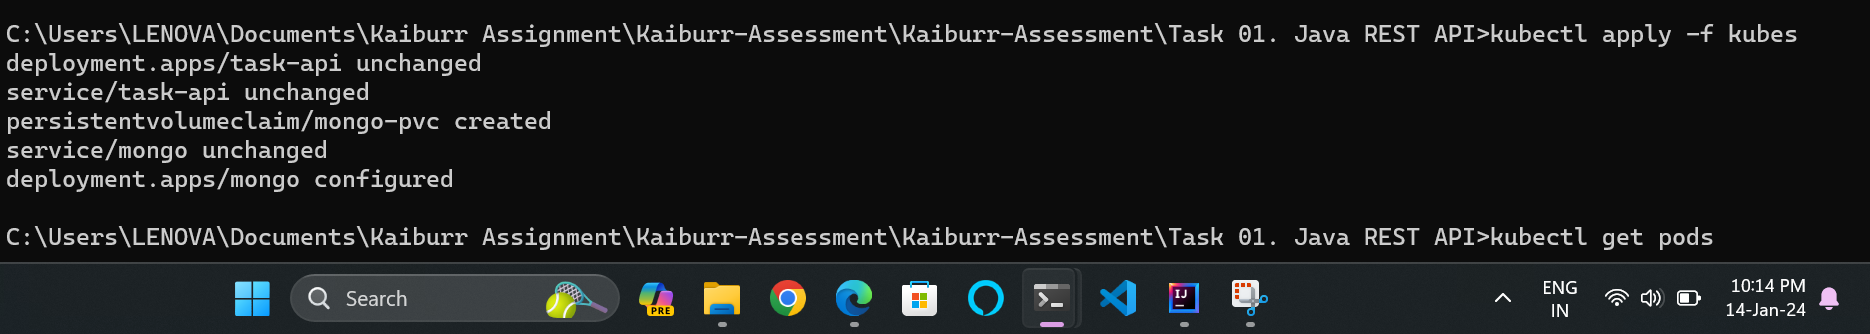 C:\Users\LENOVA\Documents\Kaiburr Assignment\Kaiburr-Assessment\Kaiburr-Assessment\Task 01. Java REST API>kubectl apply -f kubes
deployment.apps/task-api unchanged
service/task-api unchanged
persistentvolumeclaim/mongo-pvc created
service/mongo unchanged
deployment.apps/mongo configured
C:\Users\LENOVA\Documents\Kaiburr Assignment\Kaiburr-Assessment\Kaiburr-Assessment\Task 01. Java REST API>kubectl get pods
Search
PRE
IJ
ENG
IN
10:14 PM
14-Jan-24